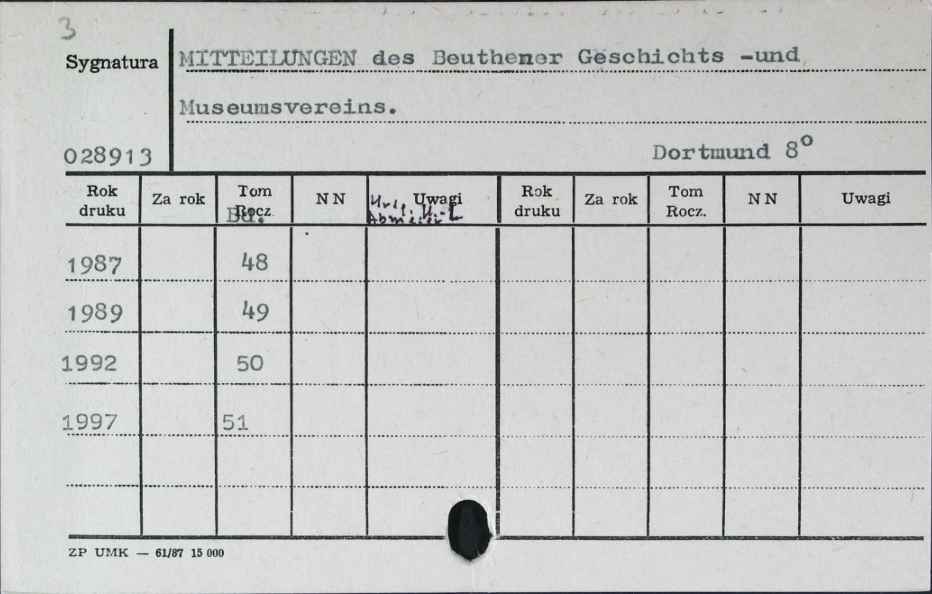 3
Sygnatura MITTEILUNGEN des Beuthener Geschichts -und
Museumsvereins.
028913 Dortmund 8°
Rok druku Za rok Tom Rocz. Bd. N N Uwagi Rok druku Za rok Tom Rocz. N N Uwagi
1987 48
1989 49
1992 50
1997 51
ZP UMK — 61/87 15 000